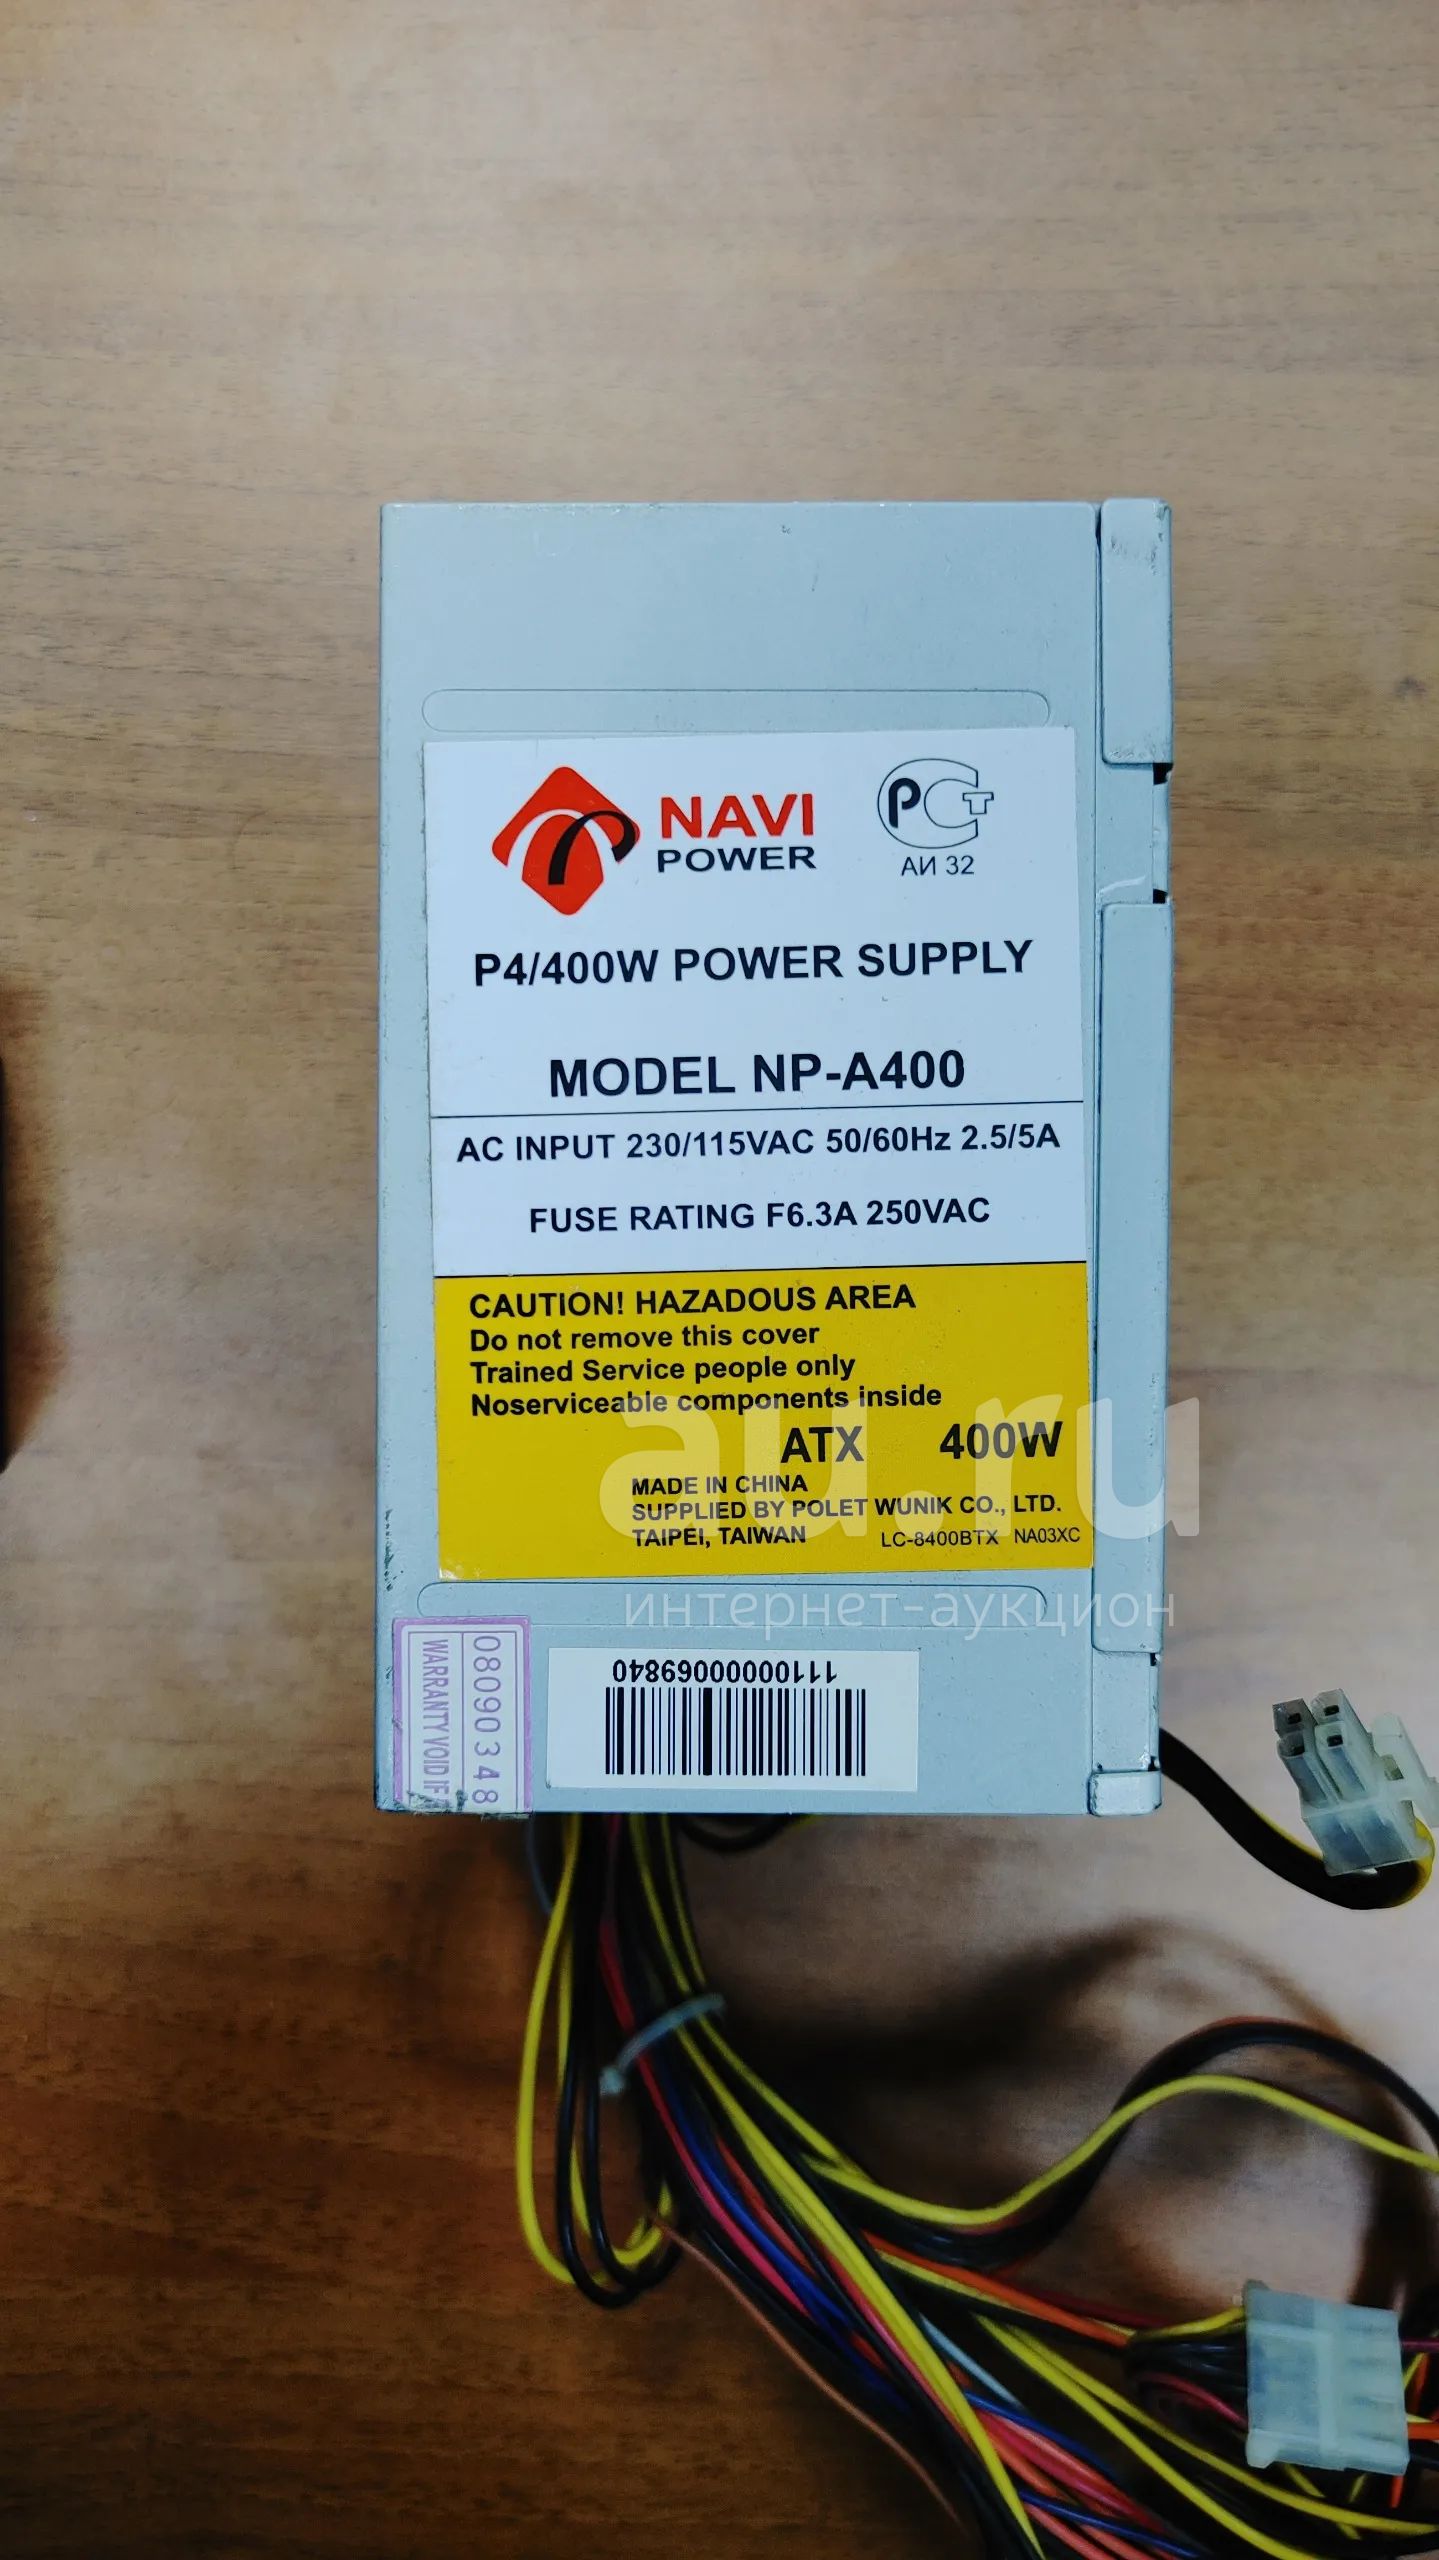 NAVI
POWER
РСТ
АИ 32
P4/400W POWER SUPPLY
MODEL NP-A400
AC INPUT 230/115VAC 50/60Hz 2.5/5A
FUSE RATING F6.3A 250VAC
CAUTION! HAZADOUS AREA
Do not remove this cover
Trained Service people only
Noserviceable components inside
ATX 400W
MADE IN CHINA
SUPPLIED BY POLET WUNIK CO., LTD.
TAIPEI, TAIWAN LC-8400BTX NA03XC
au.ru
интернет-аукцион
08090348
WARRANTY VOID IF
1110000000069840